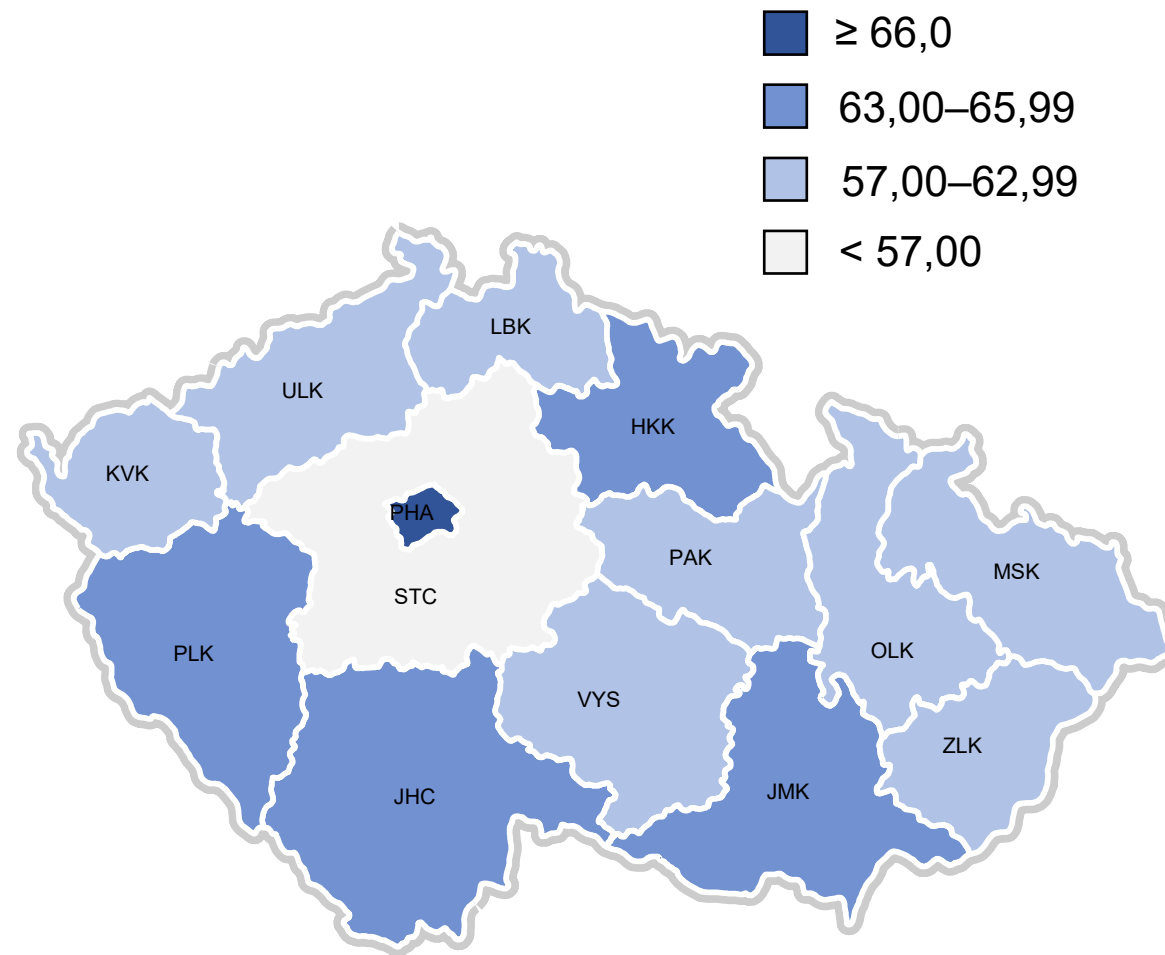 ≥ 66,0
63,00–65,99
57,00–62,99
< 57,00
LBK
ULK
HKK
KVK
PHA
PAK
MSK
STC
OLK
PLK
VYS
ZLK
JMK
JHC